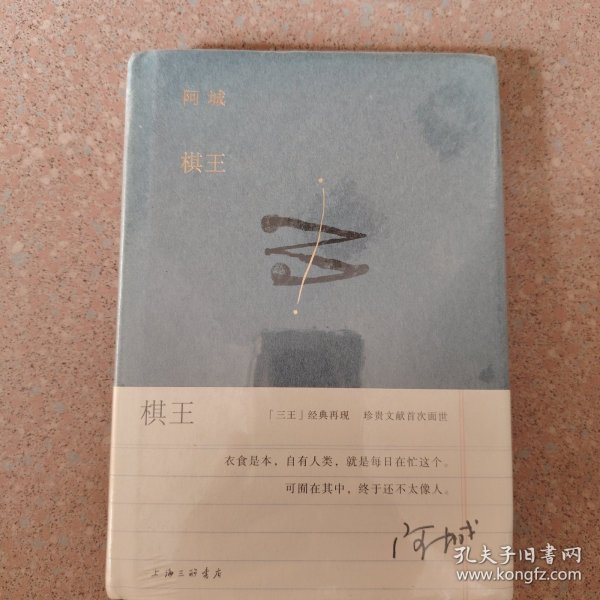 阿城
棋王
棋王
「三王」经典再现 珍贵文献首次面世
衣食是本，自有人类，就是每日在忙这个。
可囿在其中，终于还不太像人。
阿城
上海三联书店
孔夫子旧书网
www.kongfz.com